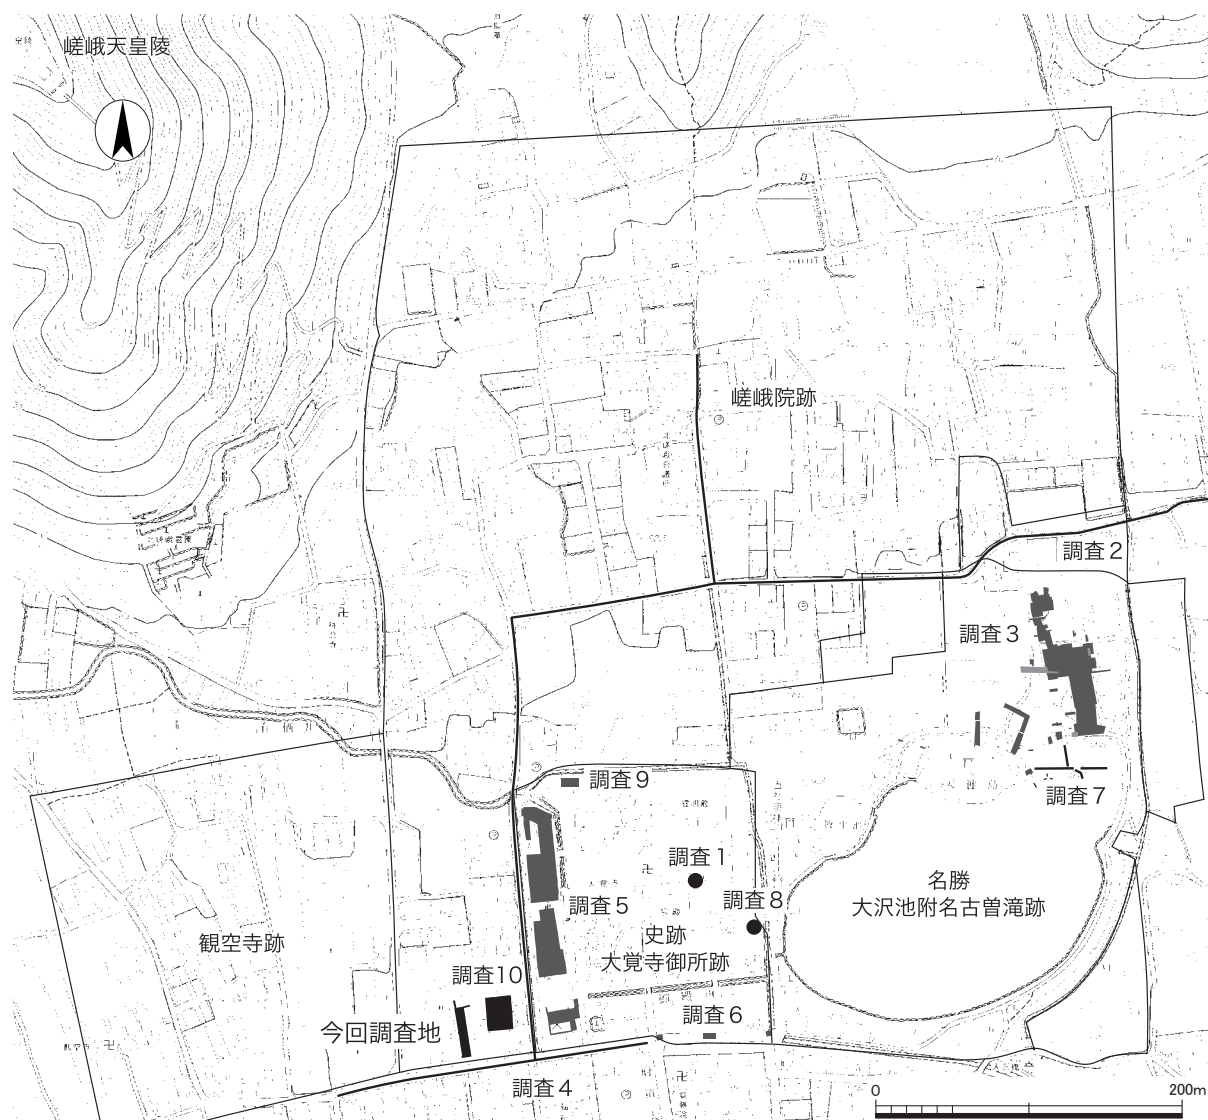 嵯峨天皇陵
嵯峨院跡
調査2
調査3
調査9
調査7
調査1
名勝
大沢池附名古曽滝跡
調査8
調査5
史跡
大覚寺御所跡
観空寺跡
調査10
調査6
今回調査地
調査4
0
200m